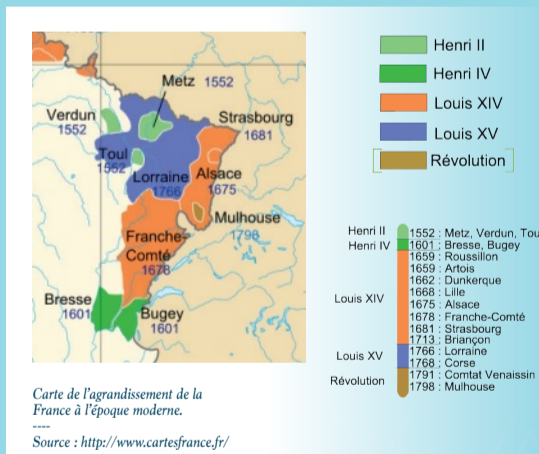 Metz 1552
Verdun
1552
Strasbourg
1681
Toul
1552
Lorraine
1766
Alsace
1675
Mulhouse
1798
Franche-
Comté
1678
Bresse
1601
Bugey
1601
Henri II
Henri IV
Louis XIV
Louis XV
Révolution
Henri II
1552 : Metz, Verdun, Tou
Henri IV
1601 : Bresse, Bugey
1659 : Roussillon
1659 : Artois
1662 : Dunkerque
1668 : Lille
Louis XIV
1675 : Alsace
1678 : Franche-Comté
1681 : Strasbourg
1713 : Briançon
Louis XV
1766 : Lorraine
1768 : Corse
Révolution
1791 : Comtat Venaissin
1798 : Mulhouse
Carte de l'agrandissement de la
France à l'époque moderne.
----
Source : http://www.cartesfrance.fr/